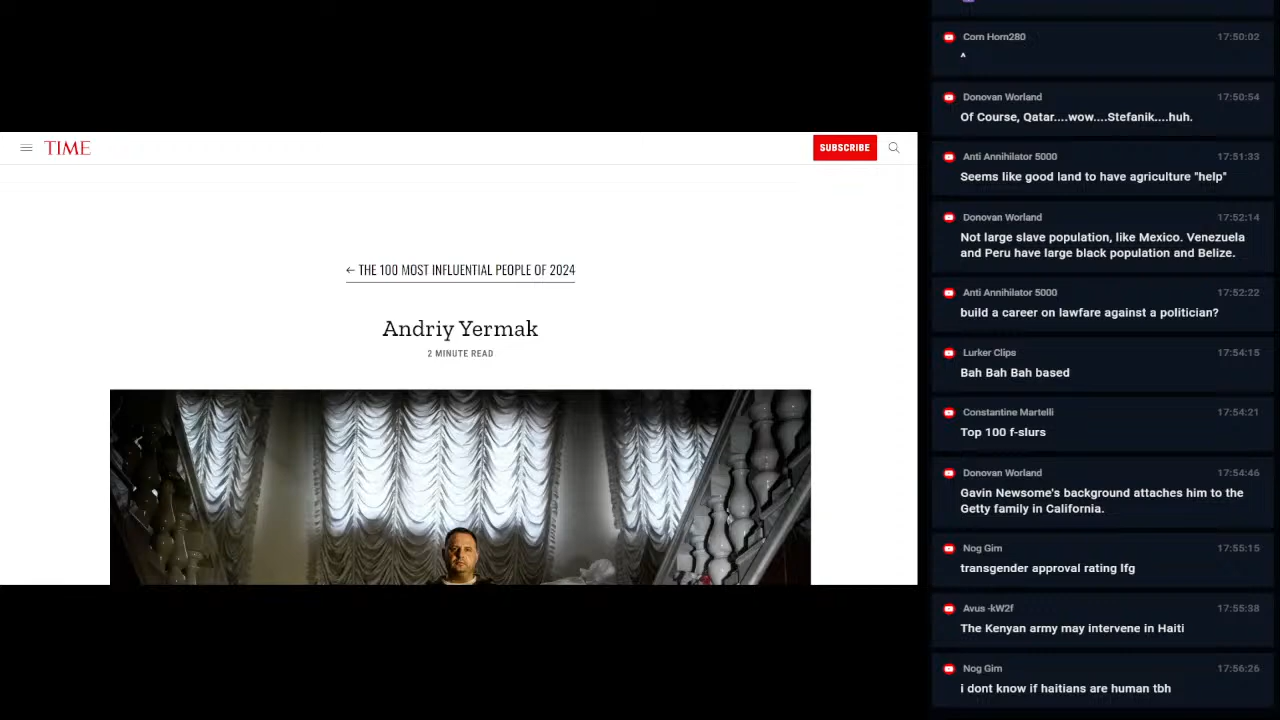 TIME
SUBSCRIBE
← THE 100 MOST INFLUENTIAL PEOPLE OF 2024
Andriy Yermak
2 MINUTE READ
Corn Horn280 17:50:02
^
Donovan Worland 17:50:54
Of Course, Qatar....wow....Stefanik....huh.
Anti Annihilator 5000 17:51:33
Seems like good land to have agriculture "help"
Donovan Worland 17:52:14
Not large slave population, like Mexico. Venezuela
and Peru have large black population and Belize.
Anti Annihilator 5000 17:52:22
build a career on lawfare against a politician?
Lurker Clips 17:54:15
Bah Bah Bah based
Constantine Martelli 17:54:21
Top 100 f-slurs
Donovan Worland 17:54:46
Gavin Newsome's background attaches him to the
Getty family in California.
Nog Gim 17:55:15
transgender approval rating lfg
Avus -kW2f 17:55:38
The Kenyan army may intervene in Haiti
Nog Gim 17:56:26
i dont know if haitians are human tbh